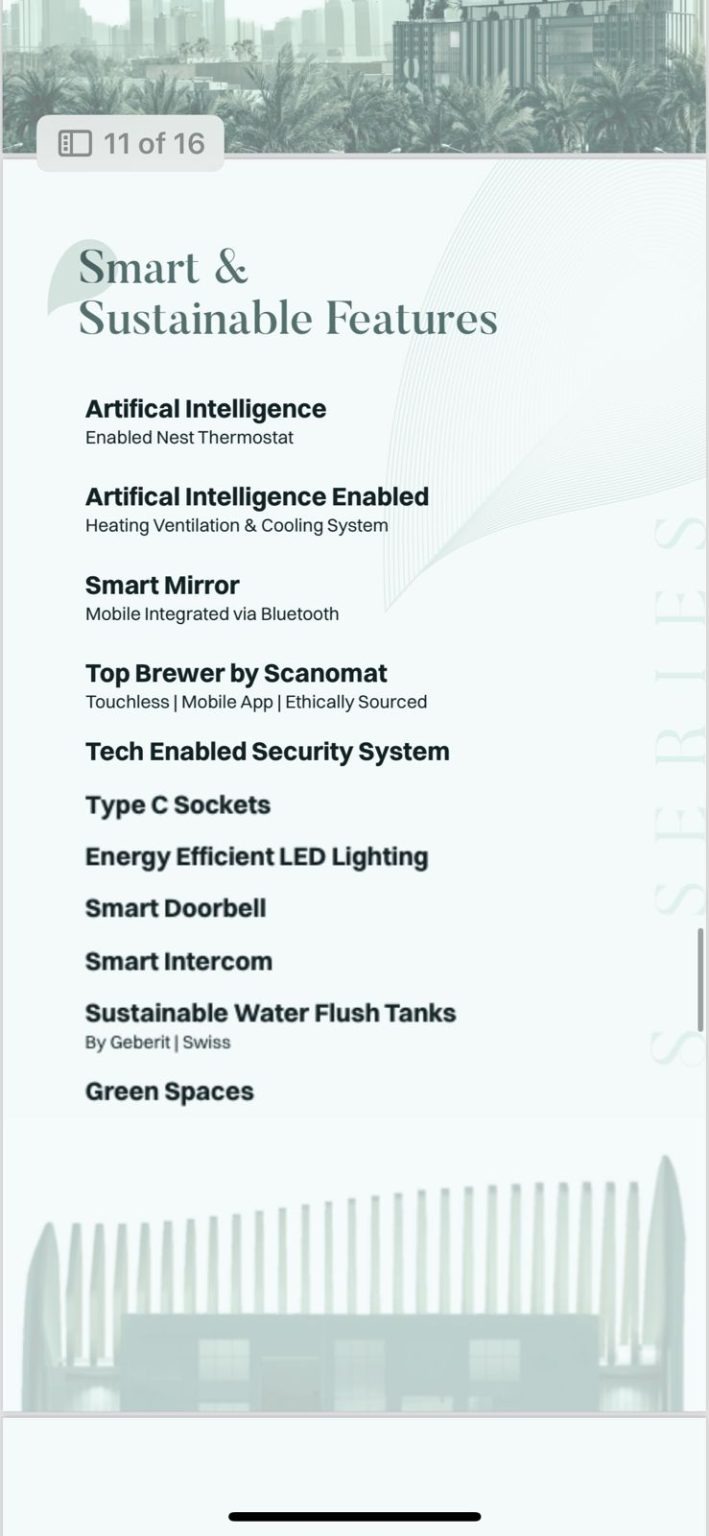 11 of 16
Smart &
Sustainable Features
Artifical Intelligence
Enabled Nest Thermostat
Artifical Intelligence Enabled
Heating Ventilation & Cooling System
Smart Mirror
Mobile Integrated via Bluetooth
Top Brewer by Scanomat
Touchless | Mobile App | Ethically Sourced
Tech Enabled Security System
Type C Sockets
Energy Efficient LED Lighting
Smart Doorbell
Smart Intercom
Sustainable Water Flush Tanks
By Geberit | Swiss
Green Spaces
S SERIES